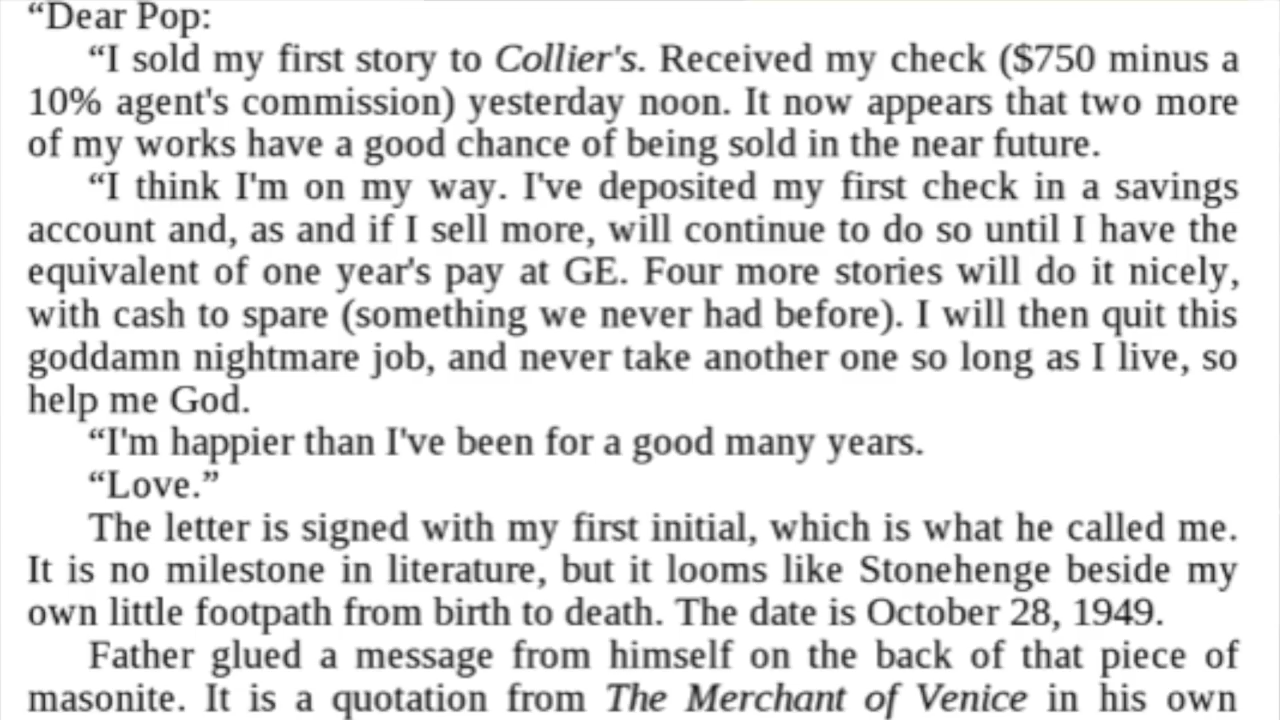 “Dear Pop:
“I sold my first story to Collier's. Received my check ($750 minus a
10% agent's commission) yesterday noon. It now appears that two more
of my works have a good chance of being sold in the near future.
“I think I'm on my way. I've deposited my first check in a savings
account and, as and if I sell more, will continue to do so until I have the
equivalent of one year's pay at GE. Four more stories will do it nicely,
with cash to spare (something we never had before). I will then quit this
goddamn nightmare job, and never take another one so long as I live, so
help me God.
“I'm happier than I've been for a good many years.
“Love.”
The letter is signed with my first initial, which is what he called me.
It is no milestone in literature, but it looms like Stonehenge beside my
own little footpath from birth to death. The date is October 28, 1949.
Father glued a message from himself on the back of that piece of
masonite. It is a quotation from The Merchant of Venice in his own